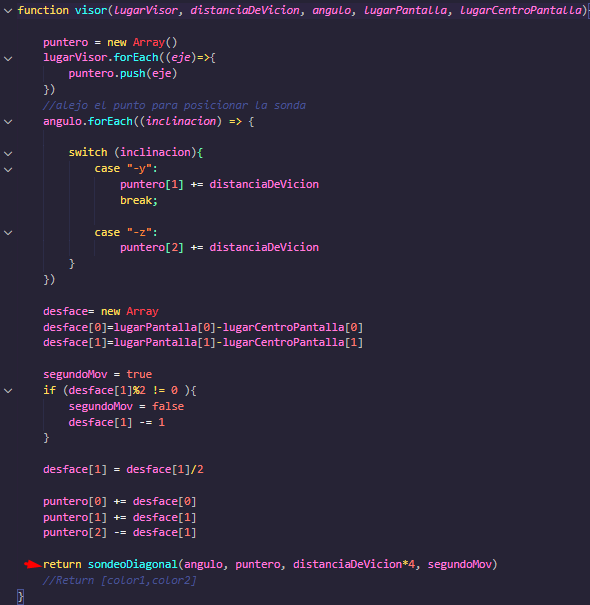 function visor(lugarVisor, distanciaDeVicion, angulo, lugarPantalla, lugarCentroPantalla)
puntero = new Array()
lugarVisor.forEach((eje)=>{
puntero.push(eje)
})
//alejo el punto para posicionar la sonda
angulo.forEach((inclinacion) => {
switch (inclinacion){
case "-y":
puntero[1] += distanciaDeVicion
break;
case "-z":
puntero[2] += distanciaDeVicion
}
})
desface= new Array
desface[0]=lugarPantalla[0]-lugarCentroPantalla[0]
desface[1]=lugarPantalla[1]-lugarCentroPantalla[1]
segundoMov = true
if (desface[1]%2 != 0 ){
segundoMov = false
desface[1] -= 1
}
desface[1] = desface[1]/2
puntero[0] += desface[0]
puntero[1] += desface[1]
puntero[2] -= desface[1]
return sondeoDiagonal(angulo, puntero, distanciaDeVicion*4, segundoMov)
//Return [color1,color2]
}